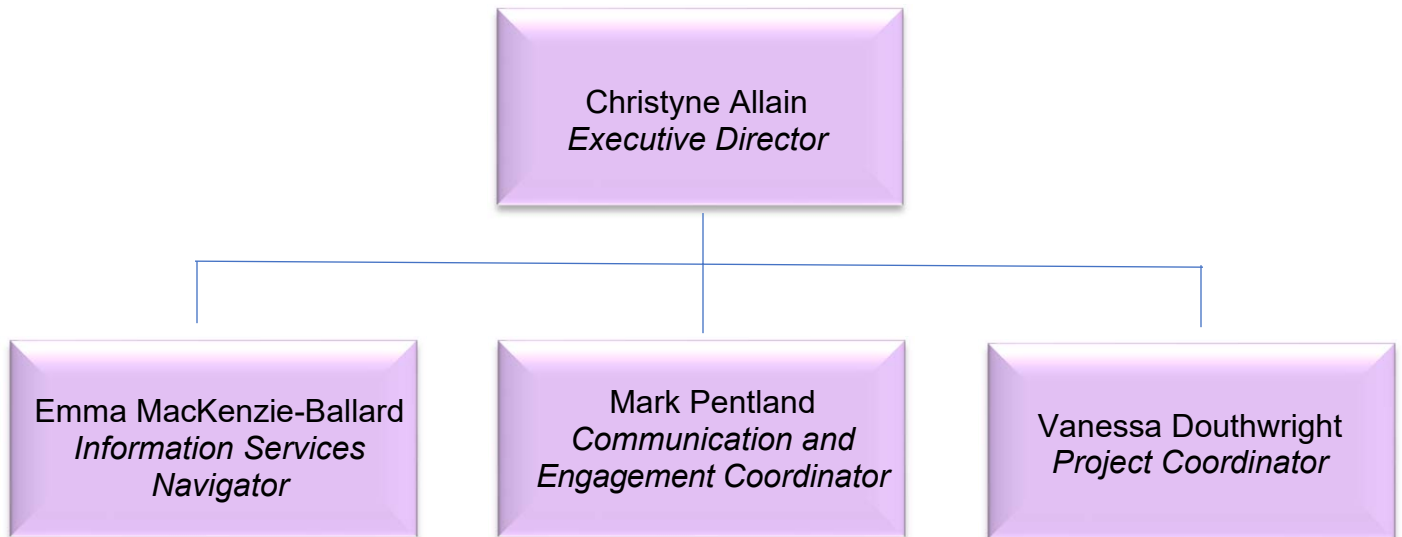 Christyne Allain
Executive Director
Emma MacKenzie-Ballard
Information Services
Navigator
Mark Pentland
Communication and
Engagement Coordinator
Vanessa Douthwright
Project Coordinator